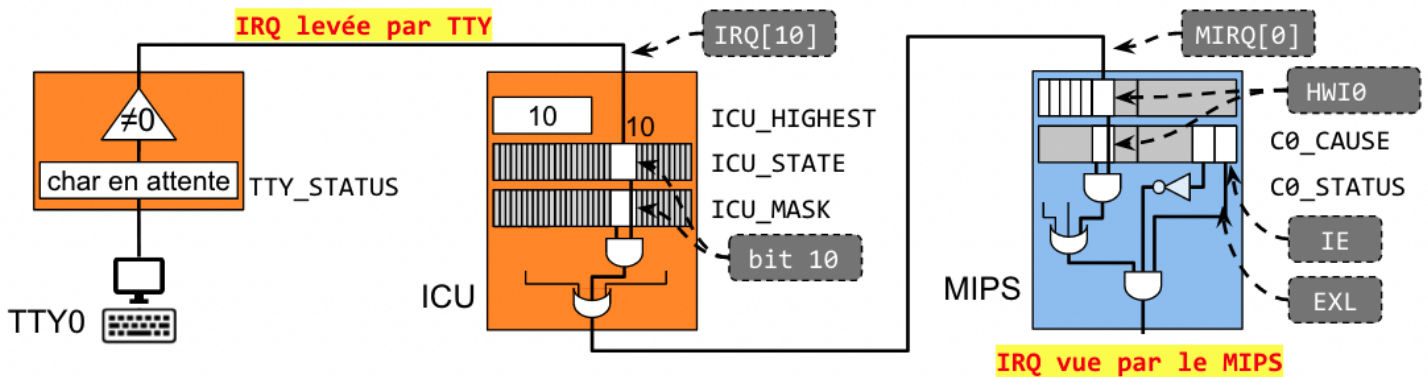 IRQ levée par TTY
IRQ[10]
MIRQ[0]
≠0
10
10
ICU_HIGHEST
HWI0
char en attente
TTY_STATUS
ICU_STATE
C0_CAUSE
ICU_MASK
C0_STATUS
bit 10
IE
ICU
MIPS
EXL
TTY0
IRQ vue par le MIPS